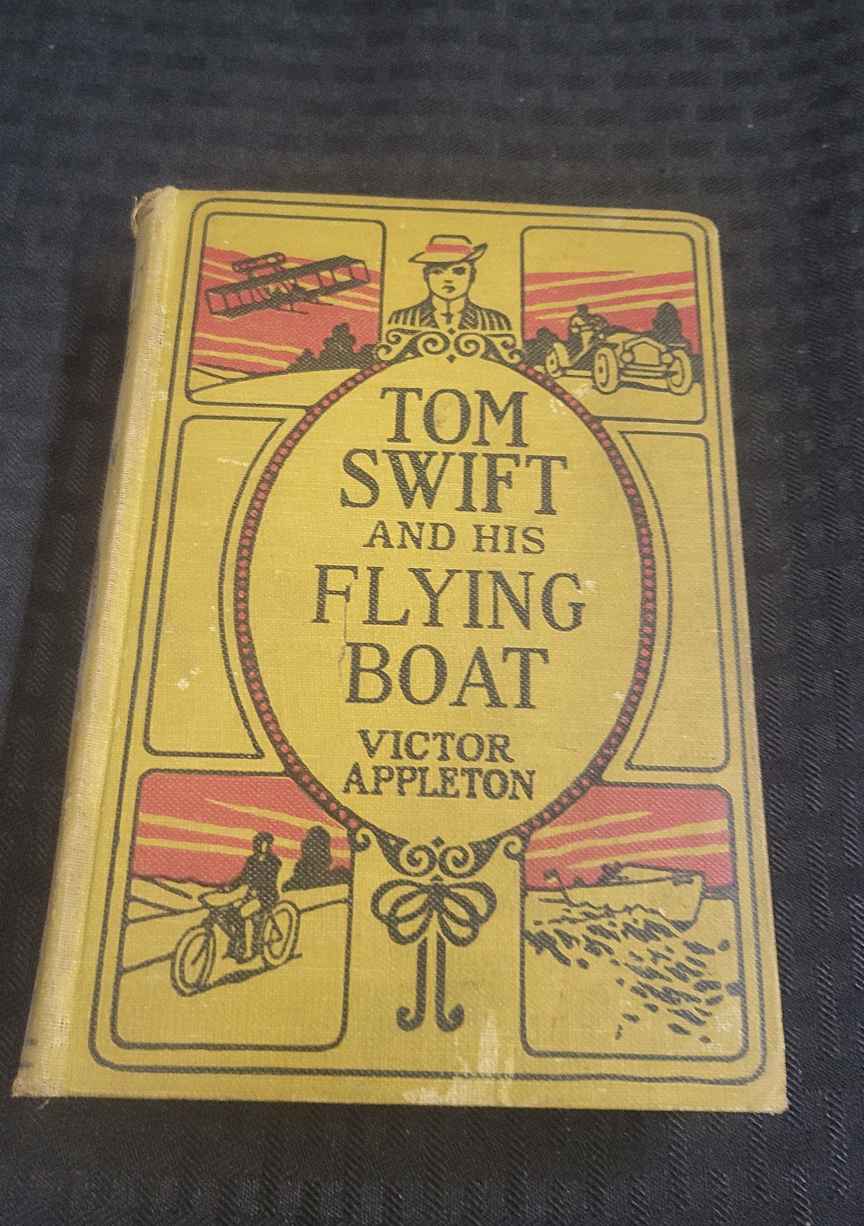 TOM
SWIFT
AND HIS
FLYING
BOAT
VICTOR
APPLETON